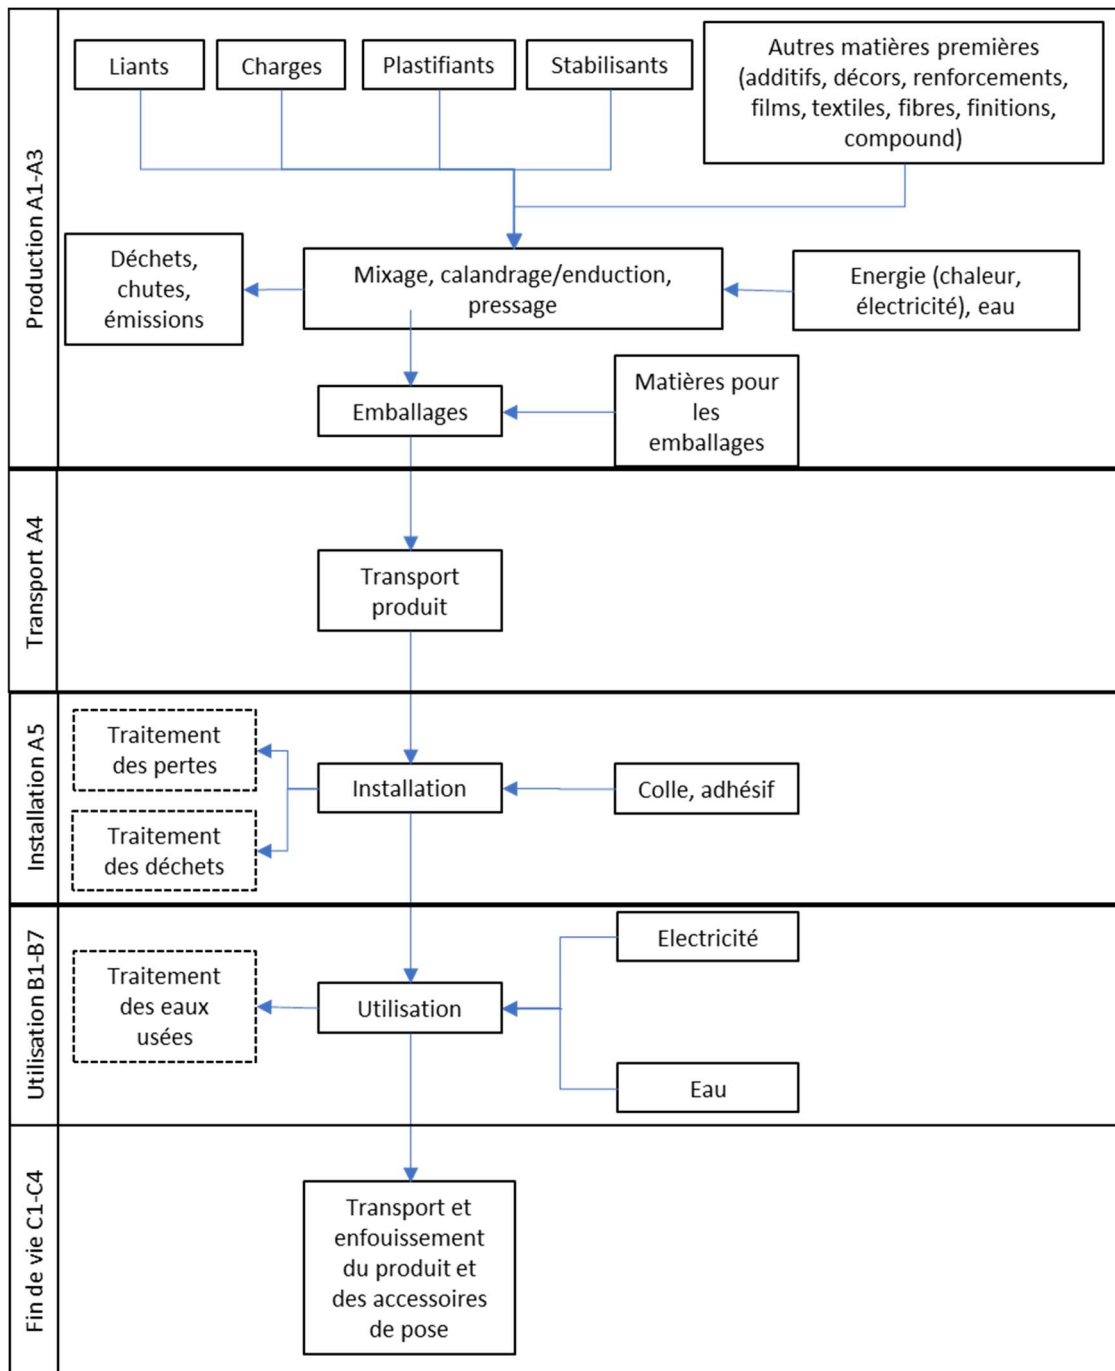 Production A1-A3
Liants
Charges
Plastifiants
Stabilisants
Autres matières premières
(additifs, décors, renforcements,
films, textiles, fibres, finitions,
compound)
Déchets,
chutes,
émissions
Mixage, calandrage/enduction,
pressage
Energie (chaleur,
électricité), eau
Emballages
Matières pour
les
emballages
Transport A4
Transport
produit
Installation A5
Traitement
des pertes
Installation
Colle, adhésif
Traitement
des déchets
Utilisation B1-B7
Electricité
Traitement
des eaux
usées
Utilisation
Eau
Fin de vie C1-C4
Transport et
enfouissement
du produit et
des accessoires
de pose